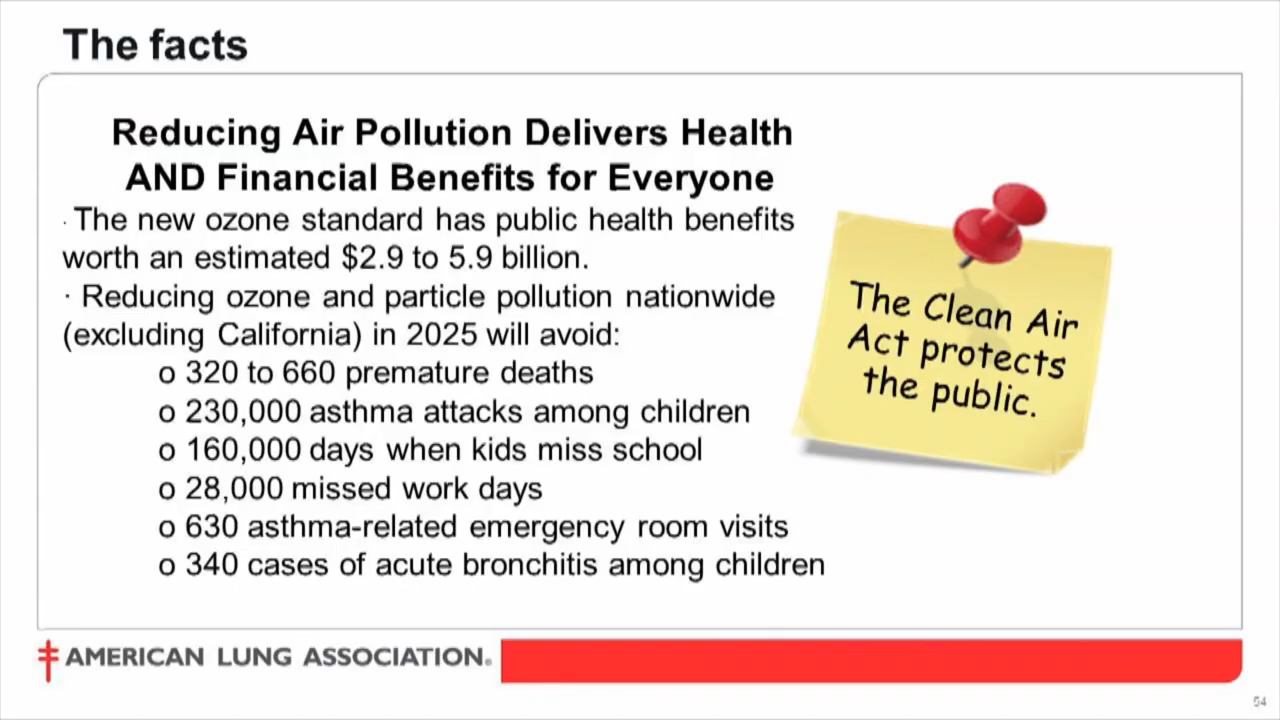 The facts
Reducing Air Pollution Delivers Health
AND Financial Benefits for Everyone
· The new ozone standard has public health benefits
worth an estimated $2.9 to 5.9 billion.
· Reducing ozone and particle pollution nationwide
(excluding California) in 2025 will avoid:
o 320 to 660 premature deaths
o 230,000 asthma attacks among children
o 160,000 days when kids miss school
o 28,000 missed work days
o 630 asthma-related emergency room visits
o 340 cases of acute bronchitis among children
The Clean Air
Act protects
the public.
AMERICAN LUNG ASSOCIATION®
54